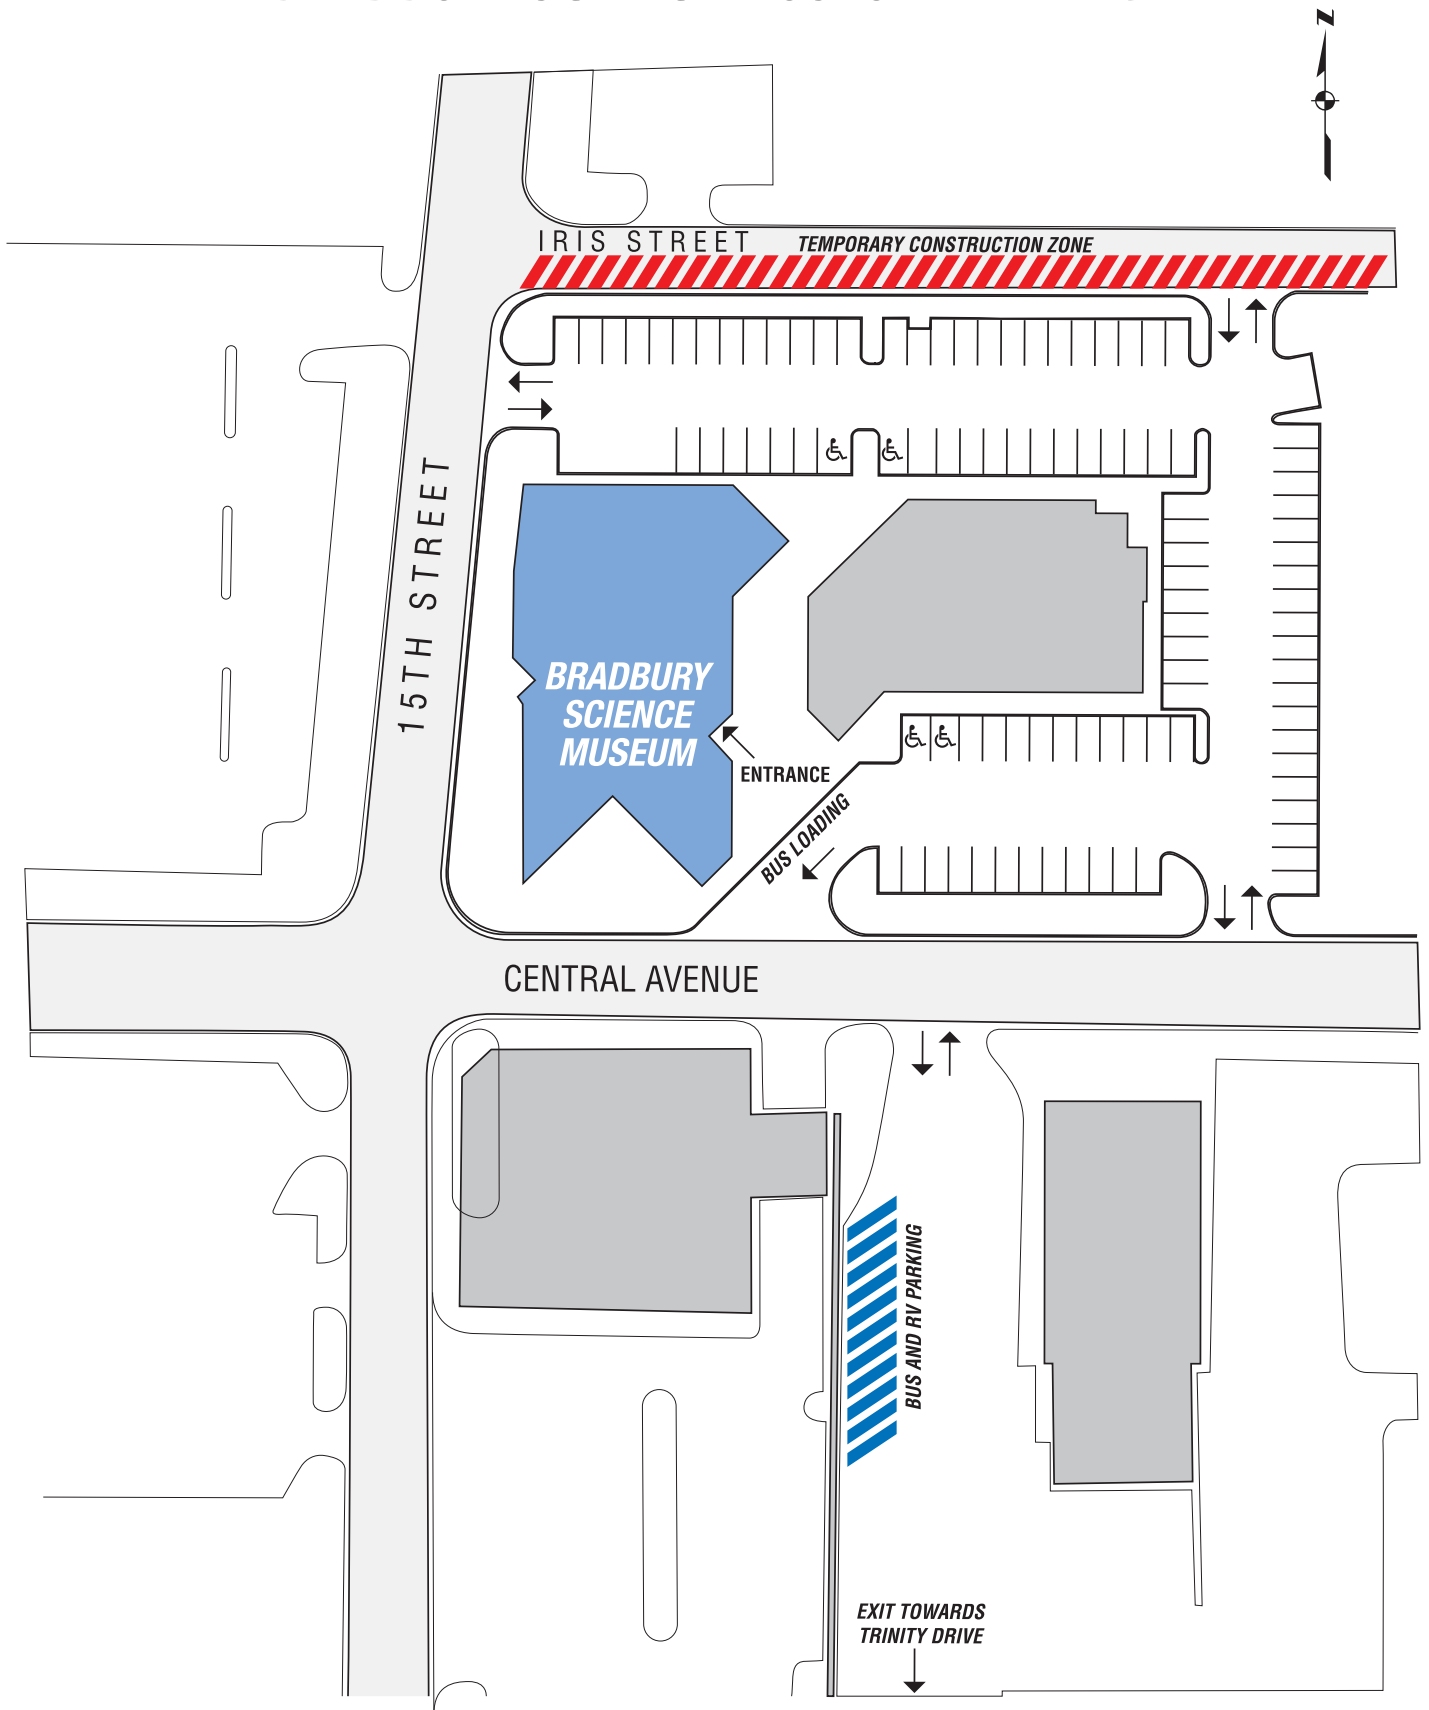 N
IRIS STREET
TEMPORARY CONSTRUCTION ZONE
15TH STREET
BRADBURY
SCIENCE
MUSEUM
ENTRANCE
BUS LOADING
CENTRAL AVENUE
BUS AND RV PARKING
EXIT TOWARDS
TRINITY DRIVE